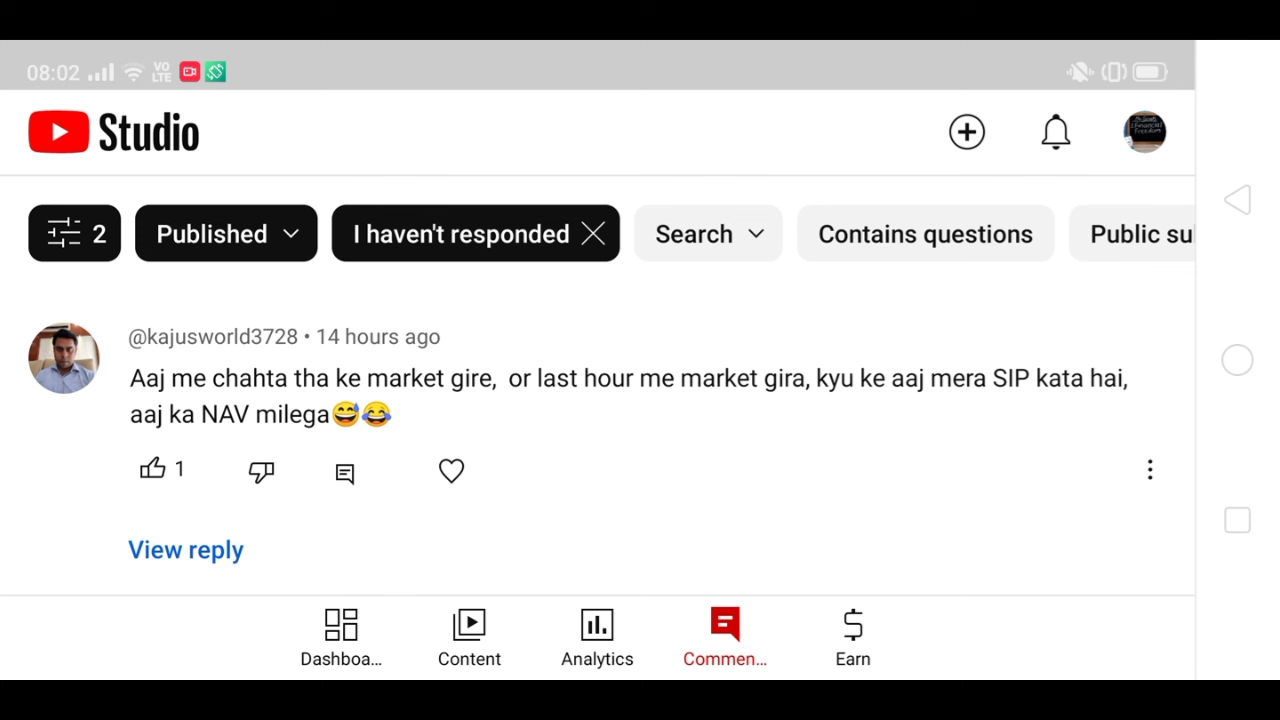 08:02 VO LTE
Studio
2 Published I haven't responded Search Contains questions Public su
@kajusworld3728 • 14 hours ago
Aaj me chahta tha ke market gire, or last hour me market gira, kyu ke aaj mera SIP kata hai,
aaj ka NAV milega😅😂
1
View reply
Dashboa... Content Analytics Commen... Earn